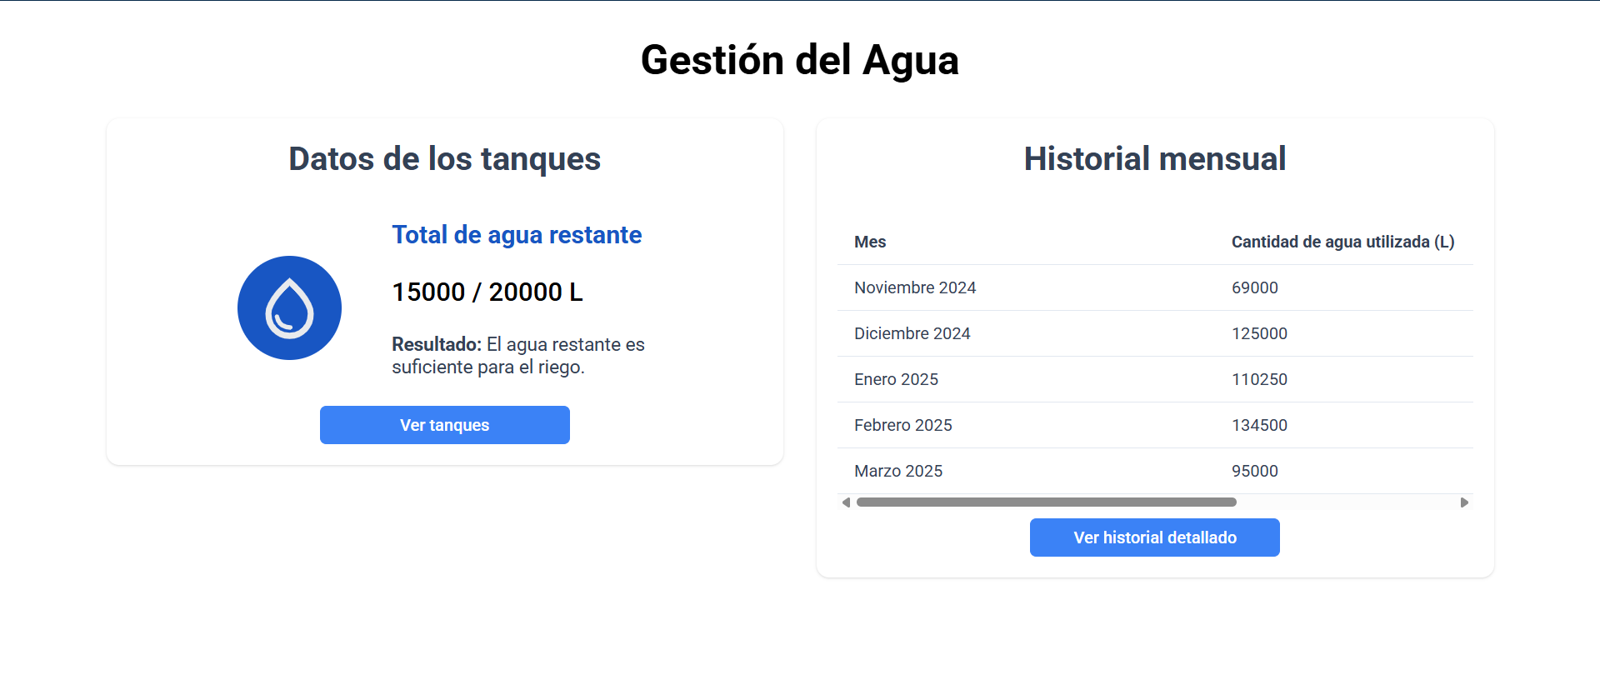 Gestión del Agua
Datos de los tanques
Total de agua restante
15000 / 20000 L
Resultado: El agua restante es
suficiente para el riego.
Ver tanques
Historial mensual
Mes Cantidad de agua utilizada (L)
Noviembre 2024 69000
Diciembre 2024 125000
Enero 2025 110250
Febrero 2025 134500
Marzo 2025 95000
Ver historial detallado